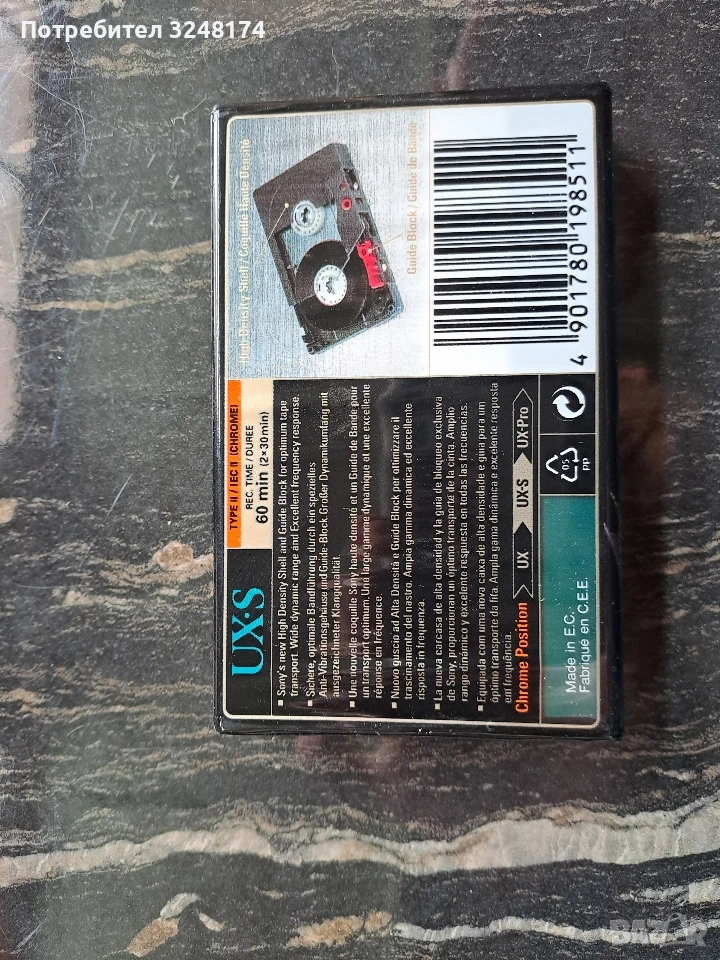 Потребител 3248174
UX·S
TYPE II / IEC II (CHROME)
REC. TIME / DUREE
60 min (2×30min)
High Density Shell / Coquille Haute Densité
Guide Block / Guide de Bande
■ Sony's new High Density Shell and Guide Block for optimum tape
transport. Wide dynamic range and Excellent frequency response.
■ Sichere, optimale Bandführung durch ein spezielles
Anti-Vibrationsgehäuse und Guide-Block. Großer Dynamikumfang mit
ausgezeichneter Klangqualität.
■ Une nouvelle coquille Sony haute densité et un Guide de Bande pour
un transport optimum. Une large gamme dynamique et une excellente
réponse en fréquence.
■ Nuovo guscio ad Alta Densità e Guide Block per ottimizzare il
trascinamento del nastro. Ampia gamma dinamica ed eccellente
risposta in frequenza.
■ La nueva carcasa de alta densidad y la guía de bloqueo exclusiva
de Sony, proporcionan un óptimo transporte de la cinta. Amplio
rango dinámico y excelente respuesta en todas las frecuencias.
■ Equipada com uma nova caixa de alta densidade e guia para um
óptimo transporte da fita. Ampla gama dinâmica e excelente resposta
em frequência.
Chrome Position UX UX-S UX-Pro
Made in E.C.
Fabriqué en C.E.E.
05
PP
4 901780 198511
BAZAR